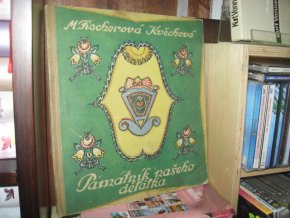 M. Fischerová Kvěchová
Památník našeho
děťátka